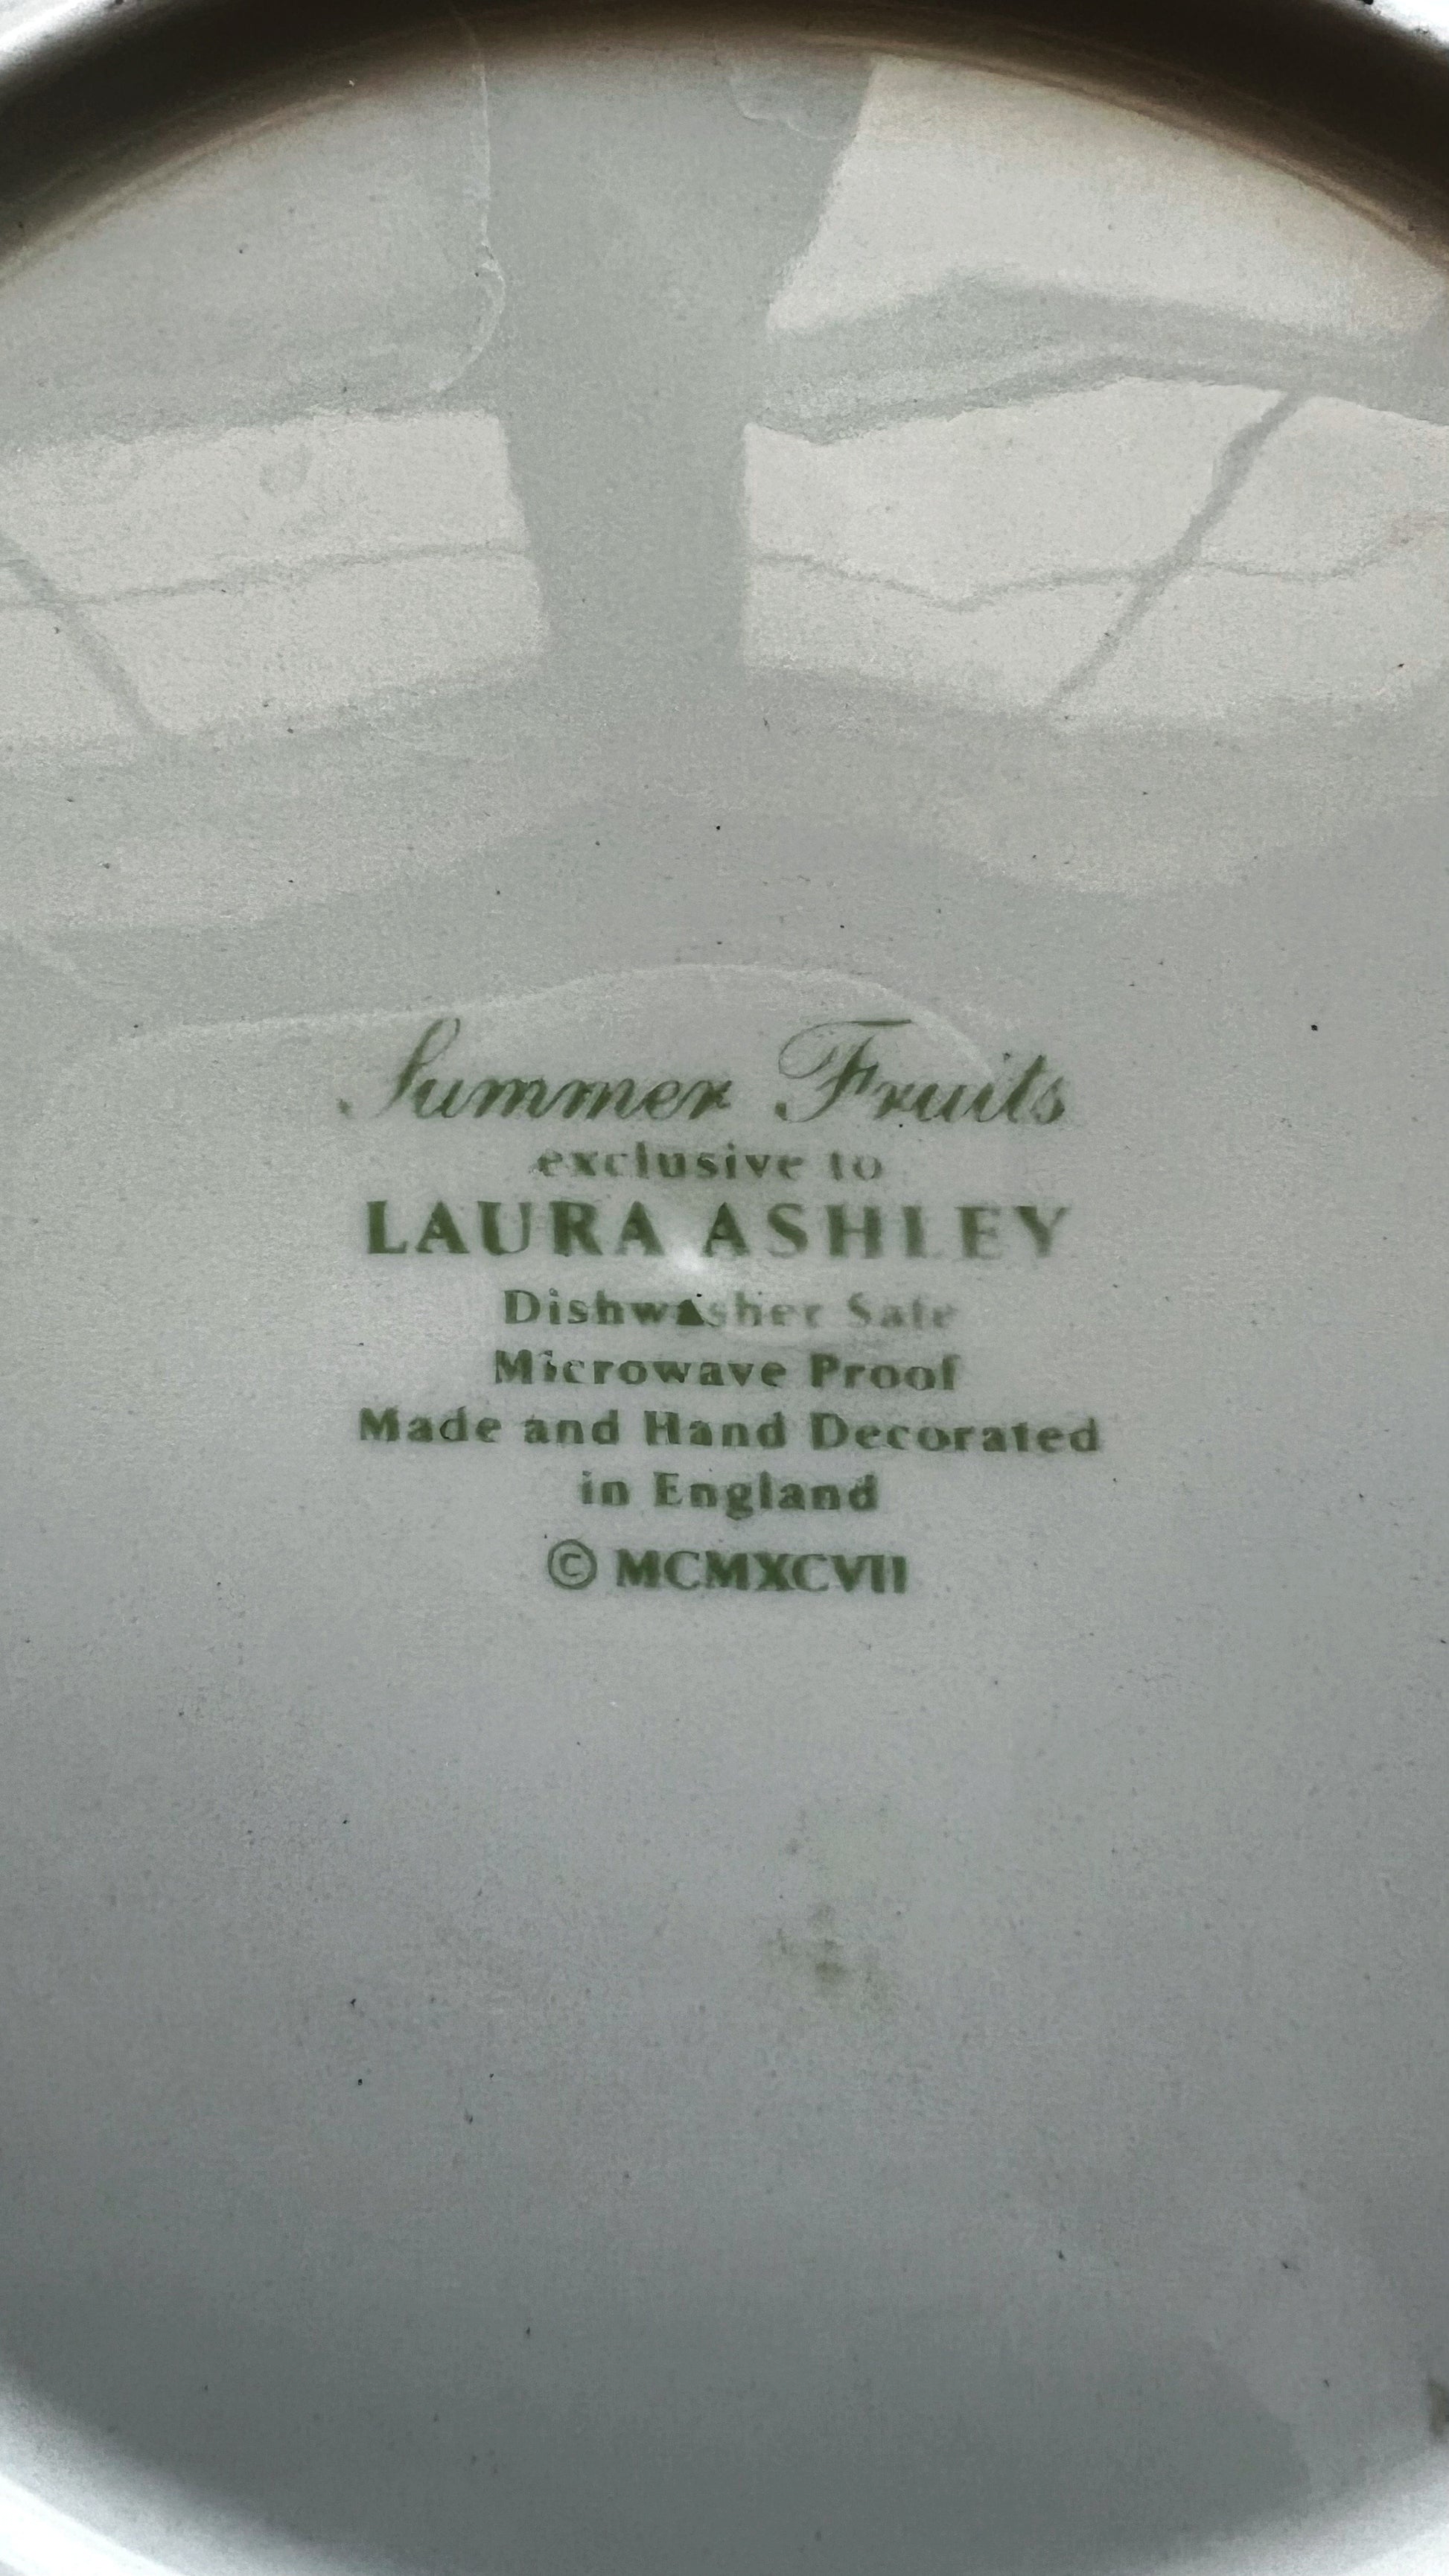 Summer Fruits
exclusive to
LAURA ASHLEY
Dishwasher Safe
Microwave Proof
Made and Hand Decorated
in England
© MCMXCVII